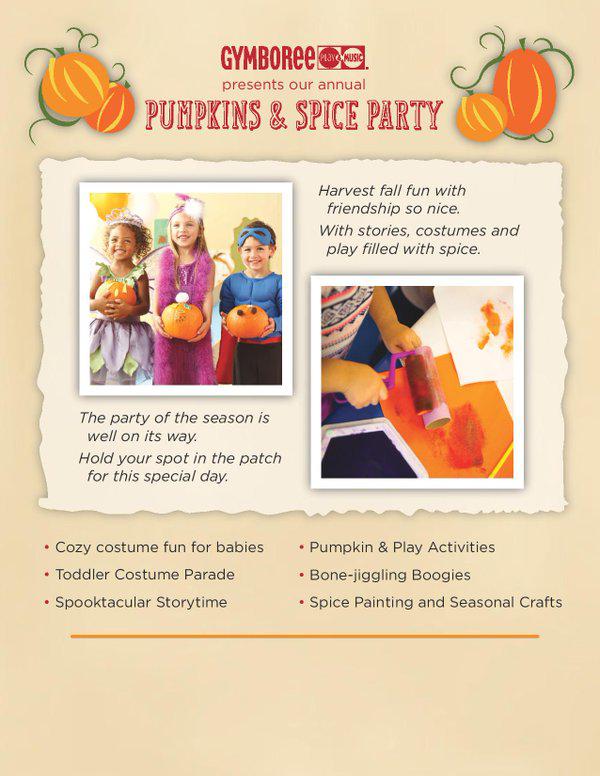 GYMBOREE PLAY & MUSIC
presents our annual
PUMPKINS & SPICE PARTY
Harvest fall fun with
friendship so nice.
With stories, costumes and
play filled with spice.
The party of the season is
well on its way.
Hold your spot in the patch
for this special day.
• Cozy costume fun for babies
• Toddler Costume Parade
• Spooktacular Storytime
• Pumpkin & Play Activities
• Bone-jiggling Boogies
• Spice Painting and Seasonal Crafts